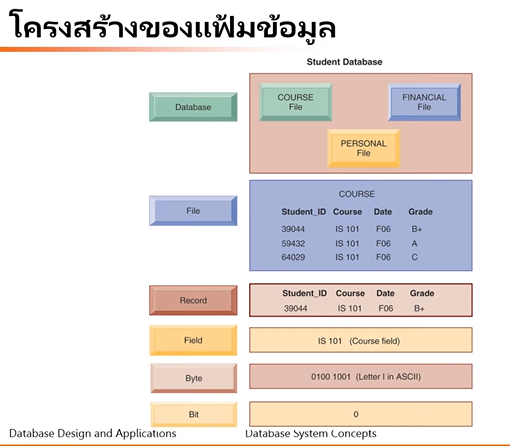 โครงสร้างของแฟ้มข้อมูล
Student Database
Database
COURSE
File
FINANCIAL
File
PERSONAL
File
File
COURSE
Student_ID Course Date Grade
39044 IS 101 F06 B+
59432 IS 101 F06 A
64029 IS 101 F06 C
Record
Student_ID Course Date Grade
39044 IS 101 F06 B+
Field
IS 101 (Course field)
Byte
0100 1001 (Letter I in ASCII)
Bit
0
Database Design and Applications
Database System Concepts